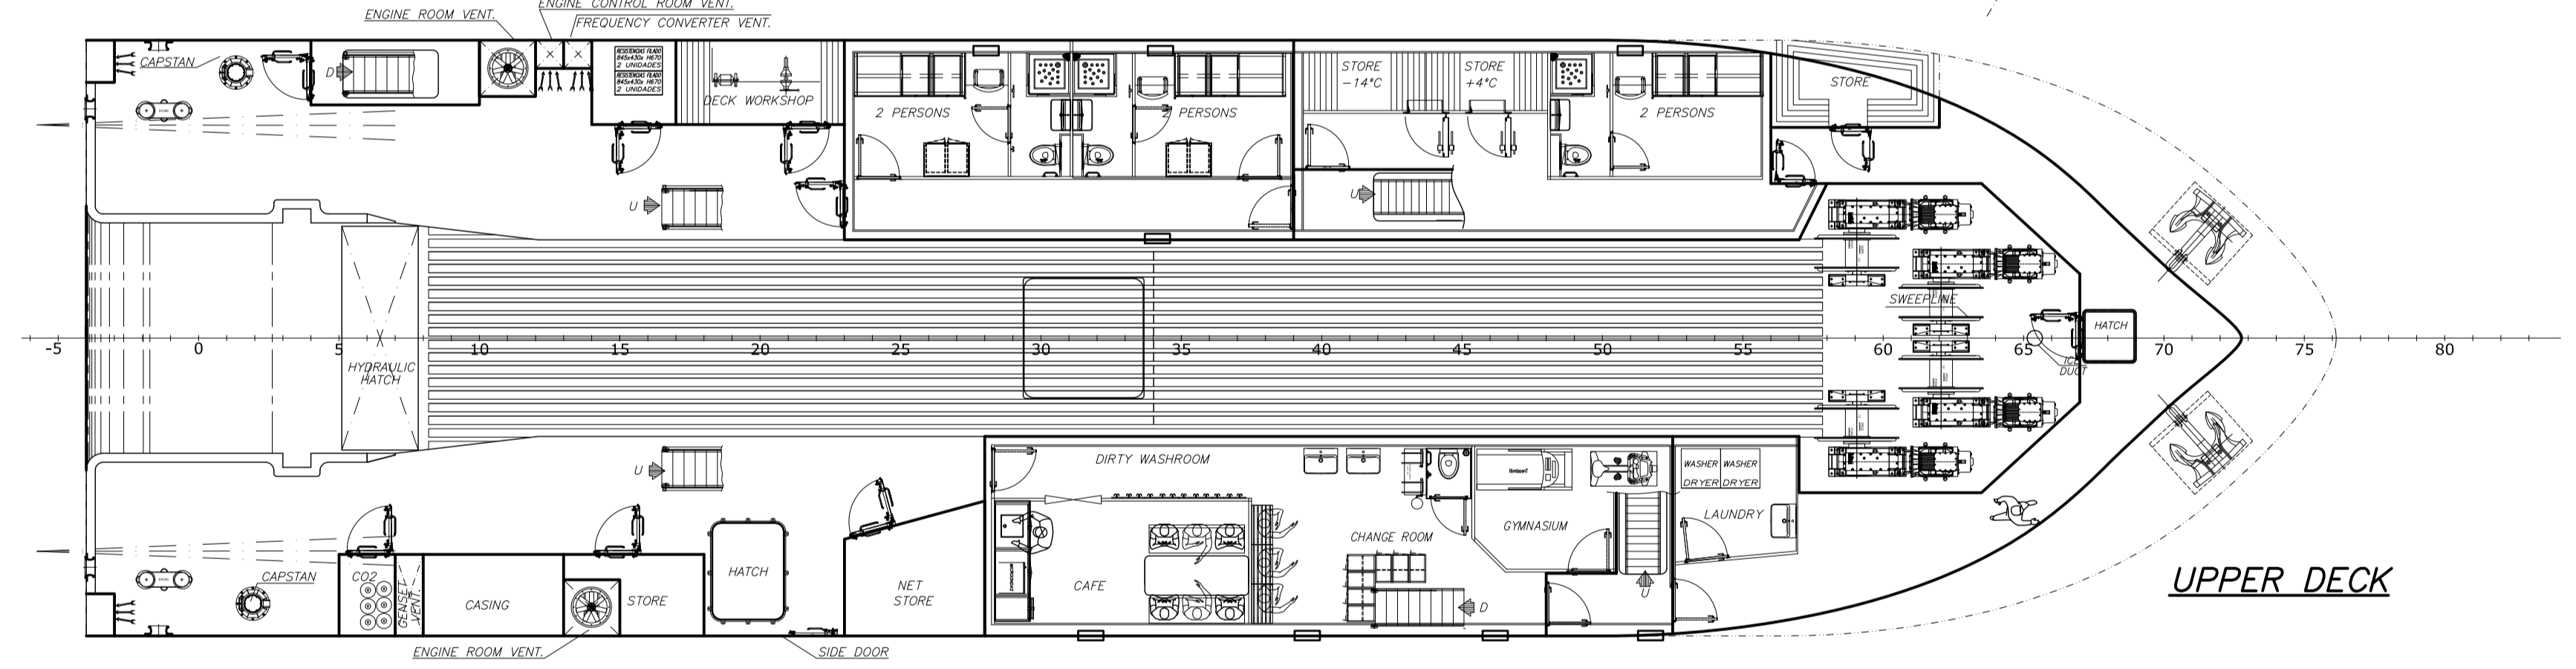 ENGINE ROOM VENT.
ENGINE CONTROL ROOM VENT.
FREQUENCY CONVERTER VENT.
CAPSTAN
D
RESISTENCIAS FILADO
845x430x H670
2 UNIDADES
RESISTENCIAS FILADO
845x430x H670
2 UNIDADES
DECK WORKSHOP
2 PERSONS
2 PERSONS
STORE
-14°C
STORE
+4°C
2 PERSONS
STORE
U
U
SWEEPLINE
HATCH
ICE
DUCT
-5 0 5 10 15 20 25 30 35 40 45 50 55 60 65 70 75 80
HYDRAULIC
HATCH
U
DIRTY WASHROOM
WASHER WASHER
DRYER DRYER
LAUNDRY
GYMNASIUM
CHANGE ROOM
CAFE
D
U
NET
STORE
HATCH
STORE
CASING
GENSET
VENT.
CO2
CAPSTAN
ENGINE ROOM VENT.
SIDE DOOR
UPPER DECK